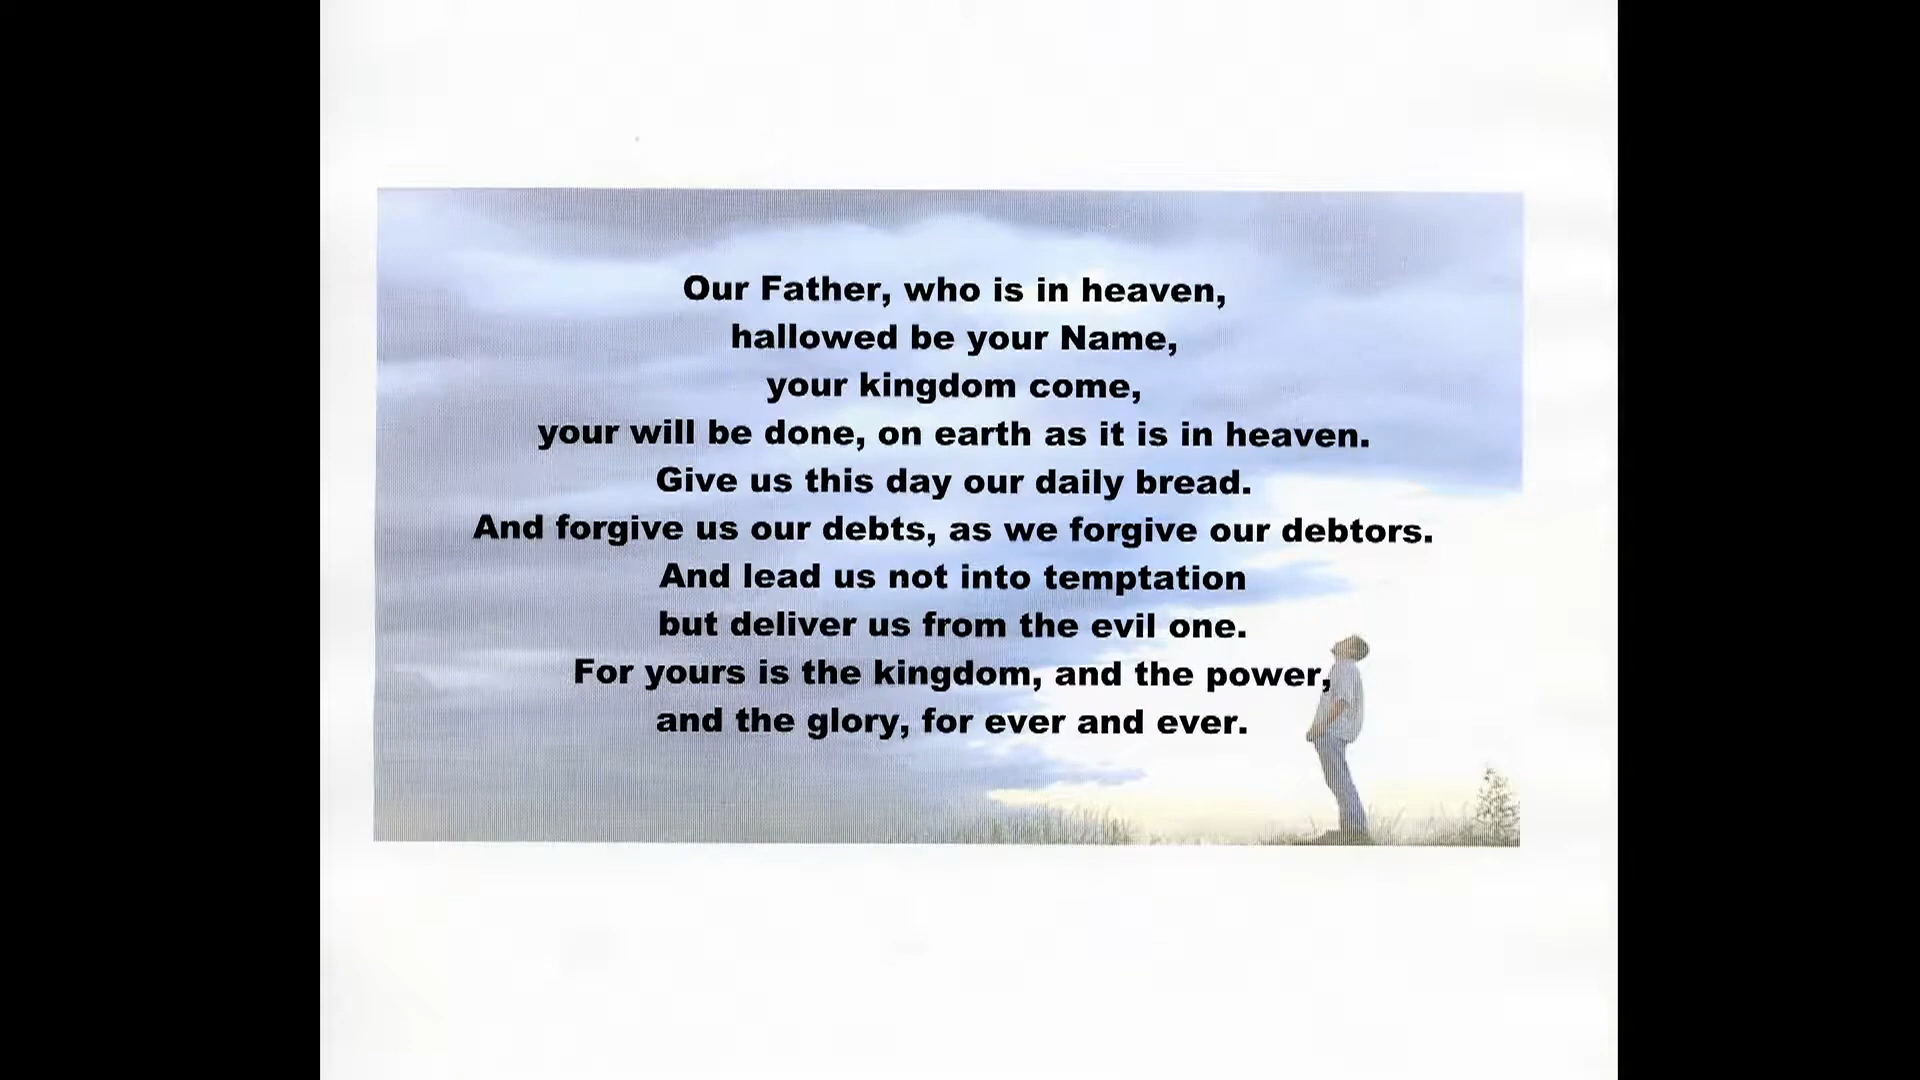 Our Father, who is in heaven,
hallowed be your Name,
your kingdom come,
your will be done, on earth as it is in heaven.
Give us this day our daily bread.
And forgive us our debts, as we forgive our debtors.
And lead us not into temptation
but deliver us from the evil one.
For yours is the kingdom, and the power,
and the glory, for ever and ever.